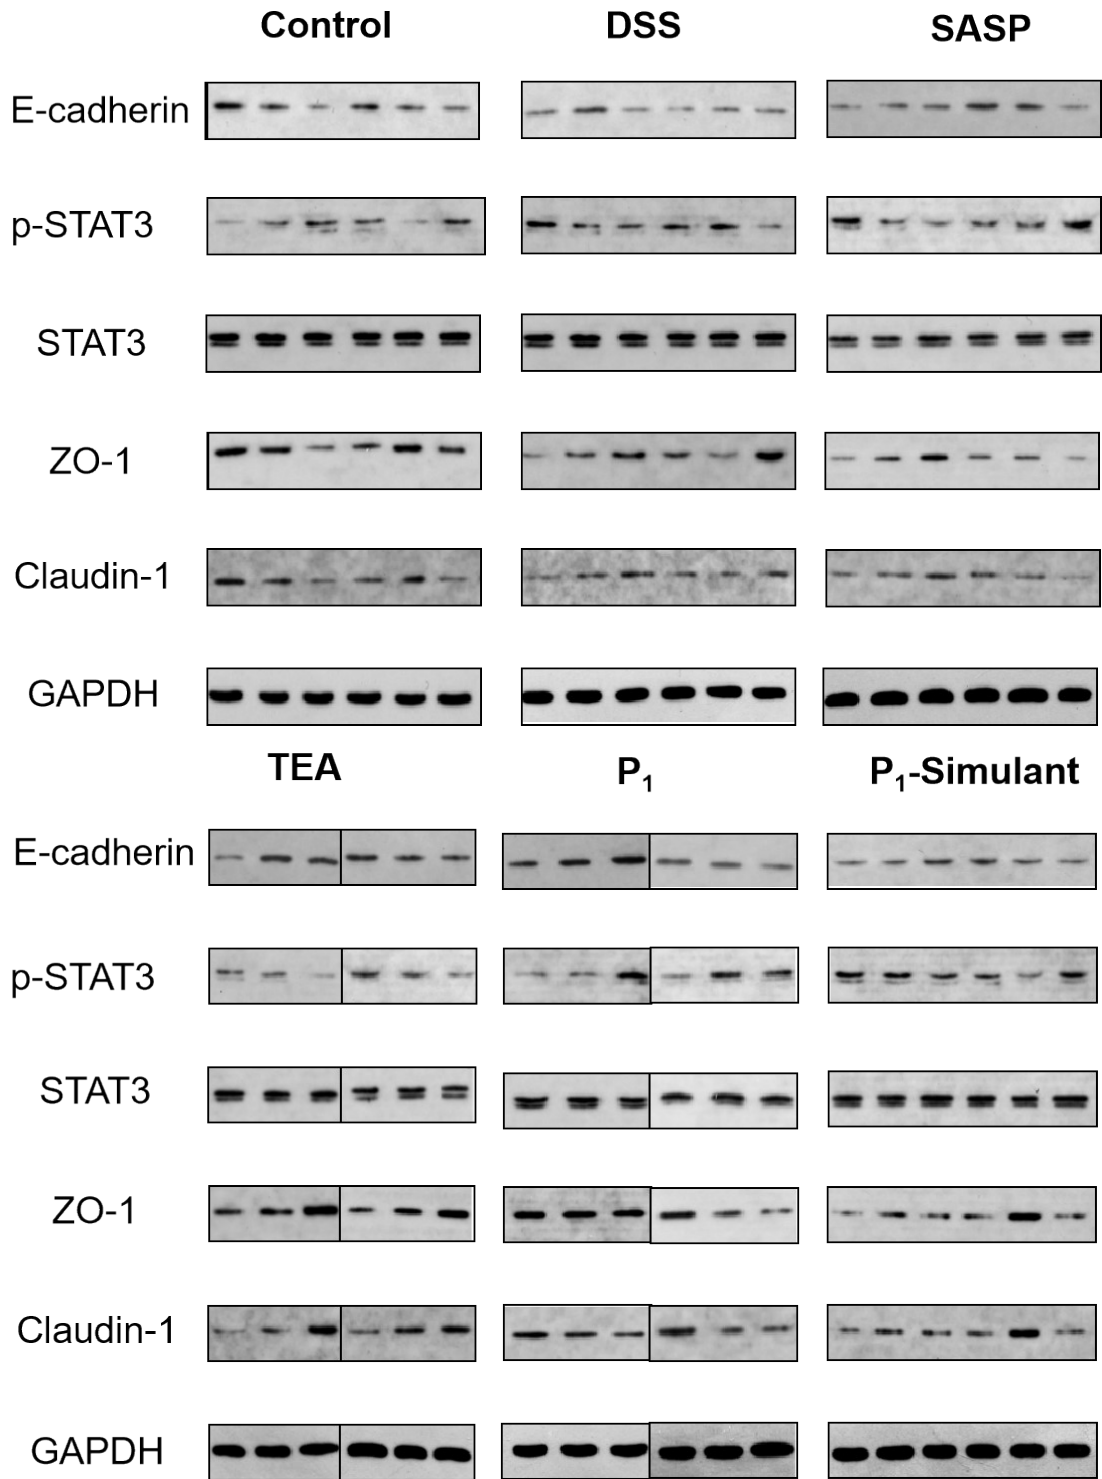 Control DSS SASP
E-cadherin
p-STAT3
STAT3
ZO-1
Claudin-1
GAPDH
TEA P₁ P₁-Simulant
E-cadherin
p-STAT3
STAT3
ZO-1
Claudin-1
GAPDH